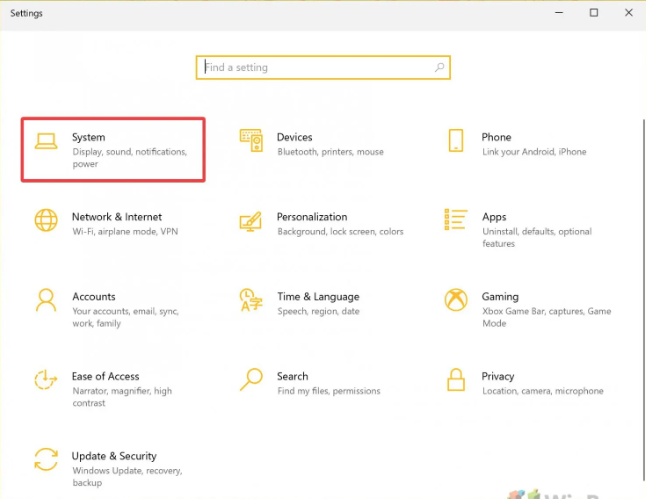 Settings
Find a setting
System
Display, sound, notifications,
power
Devices
Bluetooth, printers, mouse
Phone
Link your Android, iPhone
Network & Internet
Wi-Fi, airplane mode, VPN
Personalization
Background, lock screen, colors
Apps
Uninstall, defaults, optional
features
Accounts
Your accounts, email, sync,
work, family
Time & Language
Speech, region, date
Gaming
Xbox Game Bar, captures, Game
Mode
Ease of Access
Narrator, magnifier, high
contrast
Search
Find my files, permissions
Privacy
Location, camera, microphone
Update & Security
Windows Update, recovery,
backup